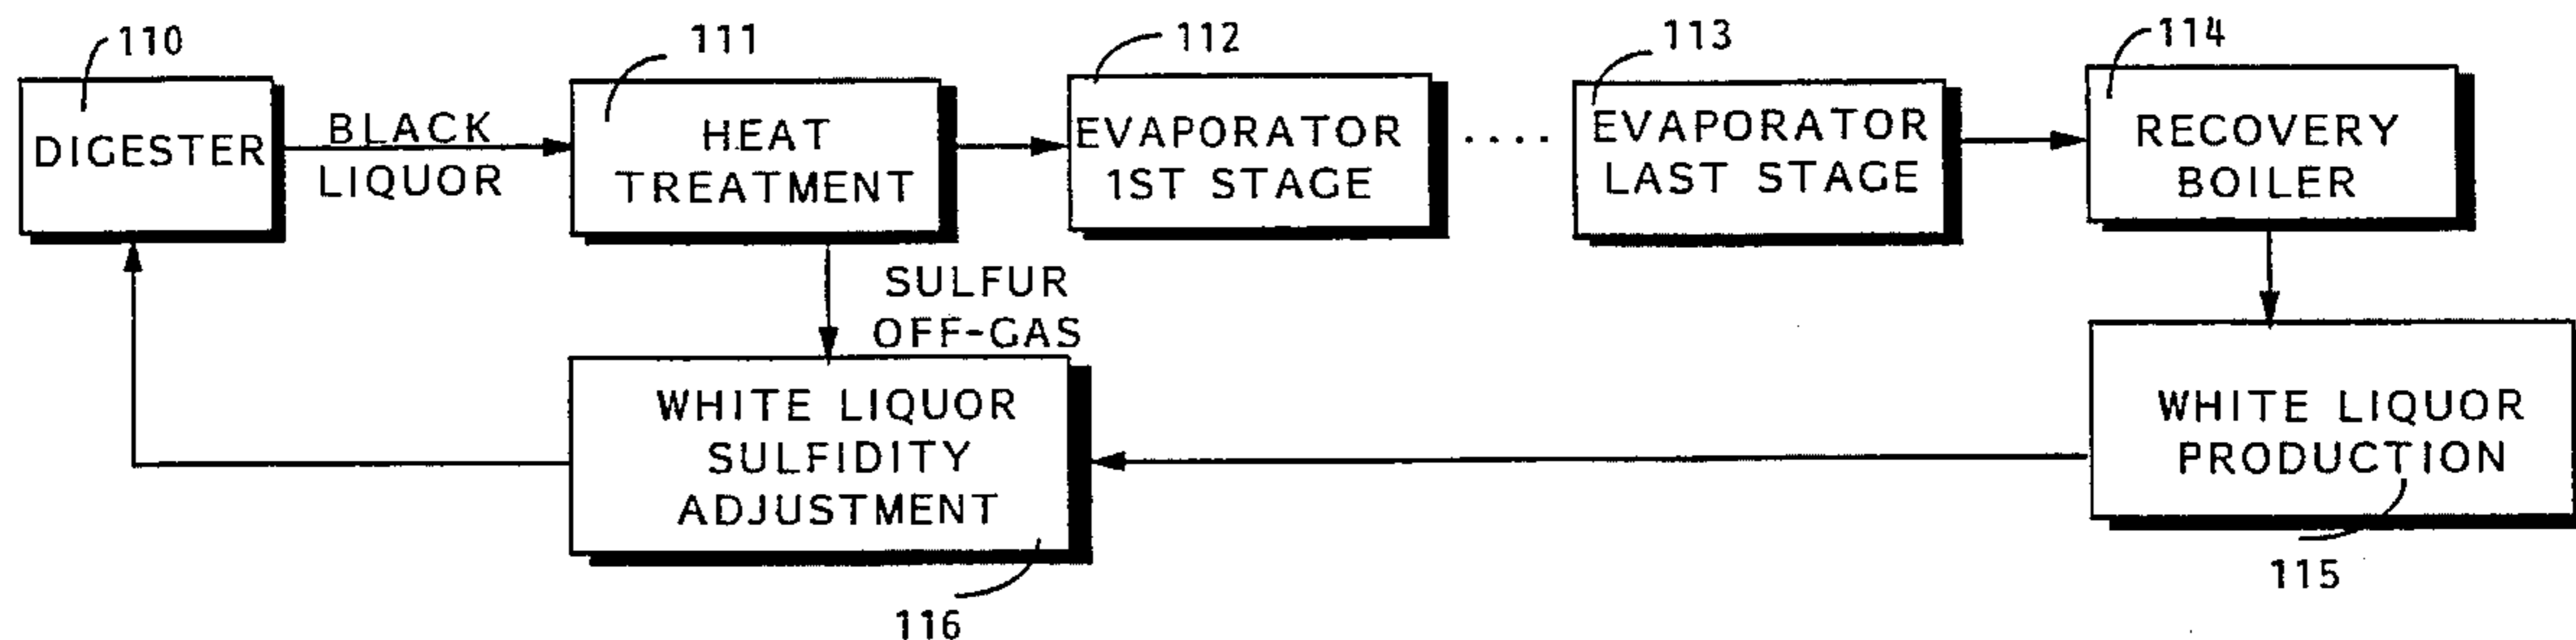 110
111
112
113
114
DIGESTER
BLACK
LIQUOR
HEAT
TREATMENT
EVAPORATOR
1ST STAGE
....
EVAPORATOR
LAST STAGE
RECOVERY
BOILER
SULFUR
OFF-GAS
WHITE LIQUOR
SULFIDITY
ADJUSTMENT
WHITE LIQUOR
PRODUCTION
115
116